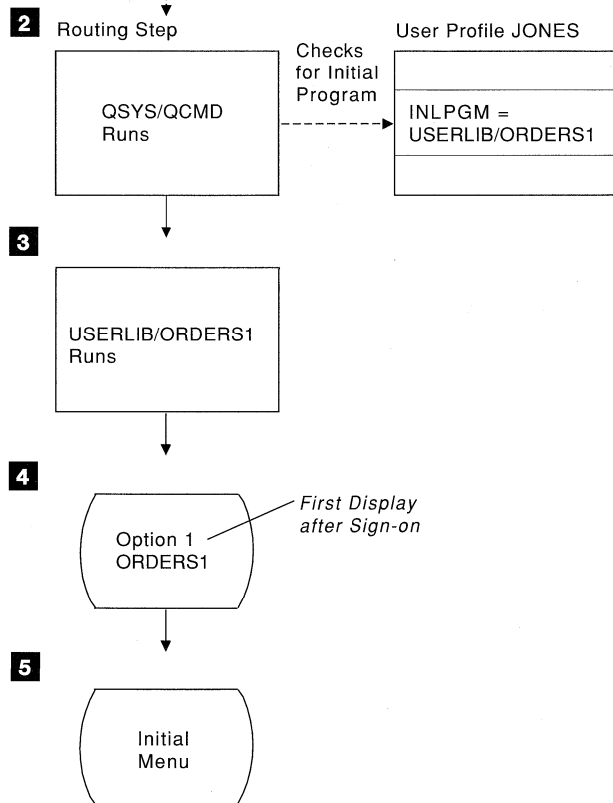 2
Routing Step
User Profile JONES
QSYS/QCMD
Runs
Checks
for Initial
Program
INLPGM =
USERLIB/ORDERS1
3
USERLIB/ORDERS1
Runs
4
Option 1
ORDERS1
First Display
after Sign-on
5
Initial
Menu